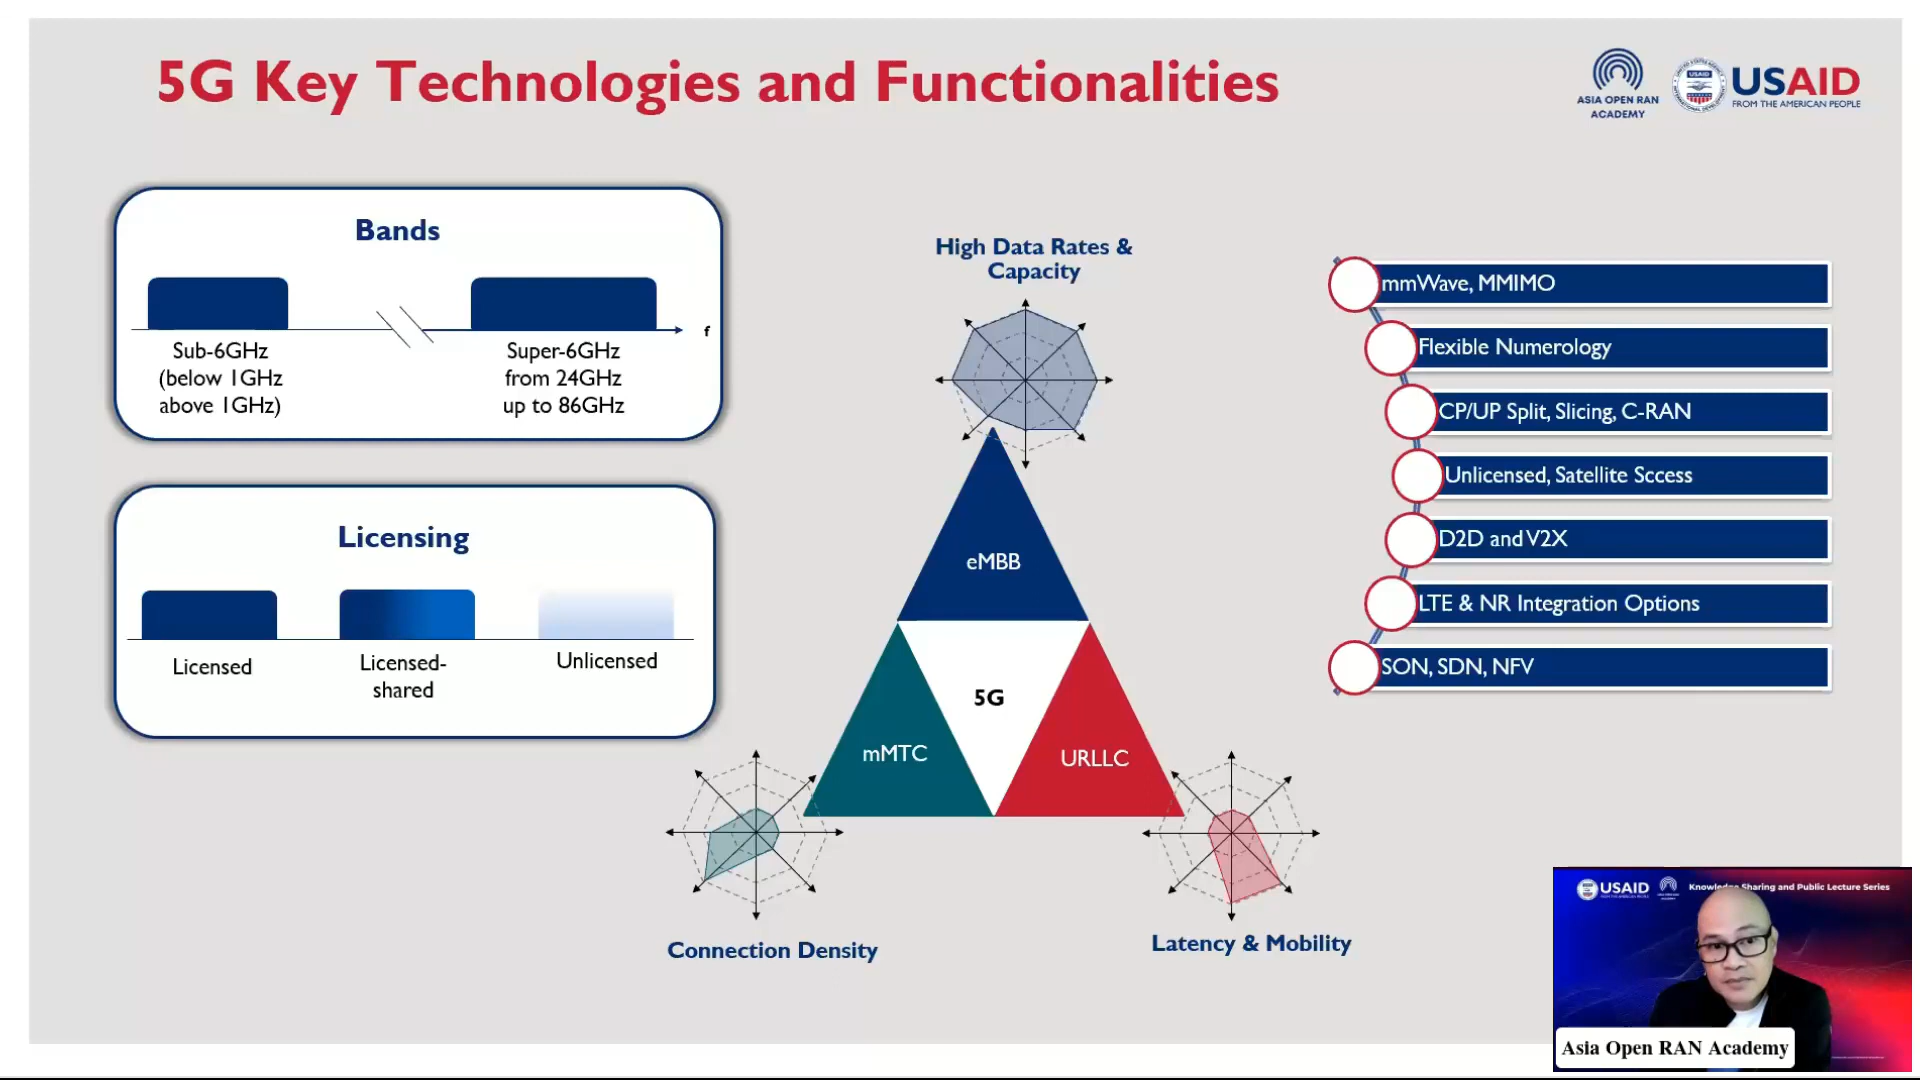 5G Key Technologies and Functionalities
ASIA OPEN RAN
ACADEMY
USAID
FROM THE AMERICAN PEOPLE
Bands
f
Sub-6GHz
(below 1GHz
above 1GHz)
Super-6GHz
from 24GHz
up to 86GHz
Licensing
Licensed
Licensed-
shared
Unlicensed
High Data Rates &
Capacity
eMBB
5G
mMTC
URLLC
Connection Density
Latency & Mobility
mmWave, MMIMO
Flexible Numerology
CP/UP Split, Slicing, C-RAN
Unlicensed, Satellite Sccess
D2D and V2X
LTE & NR Integration Options
SON, SDN, NFV
USAID
Knowledge Sharing and Public Lecture Series
Asia Open RAN Academy